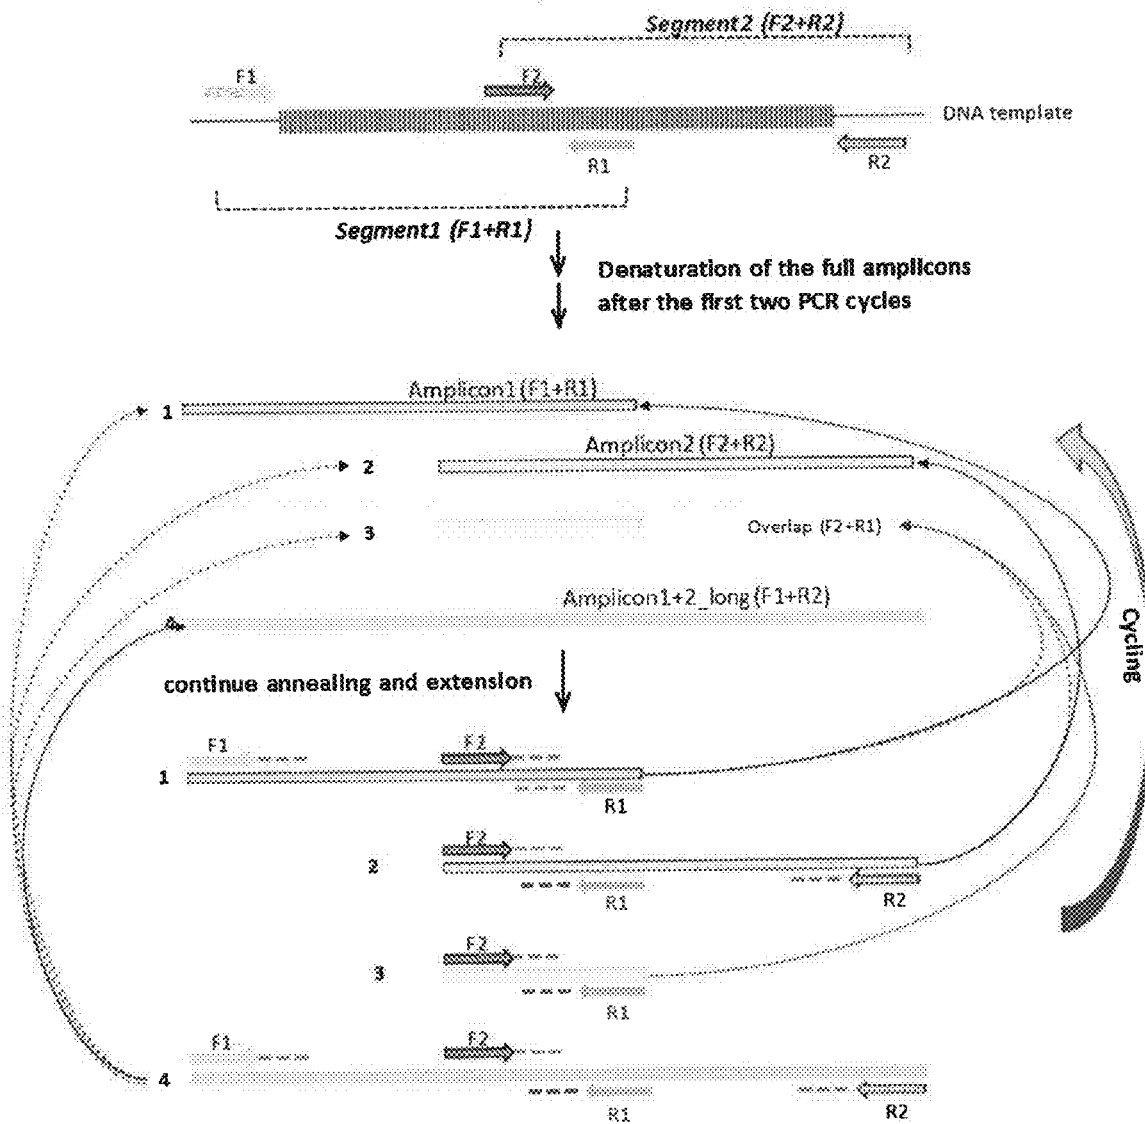 Segment2 (F2+R2)
F1
F2
DNA template
R1
R2
Segment1 (F1+R1)
Denaturation of the full amplicons
after the first two PCR cycles
Amplicon1(F1+R1)
1
Amplicon2(F2+R2)
2
3
Overlap (F2+R1)
Amplicon1+2_long(F1+R2)
4
Cycling
continue annealing and extension
F1
F2
1
R1
F2
2
R1
R2
F2
3
R1
F1
F2
4
R1
R2